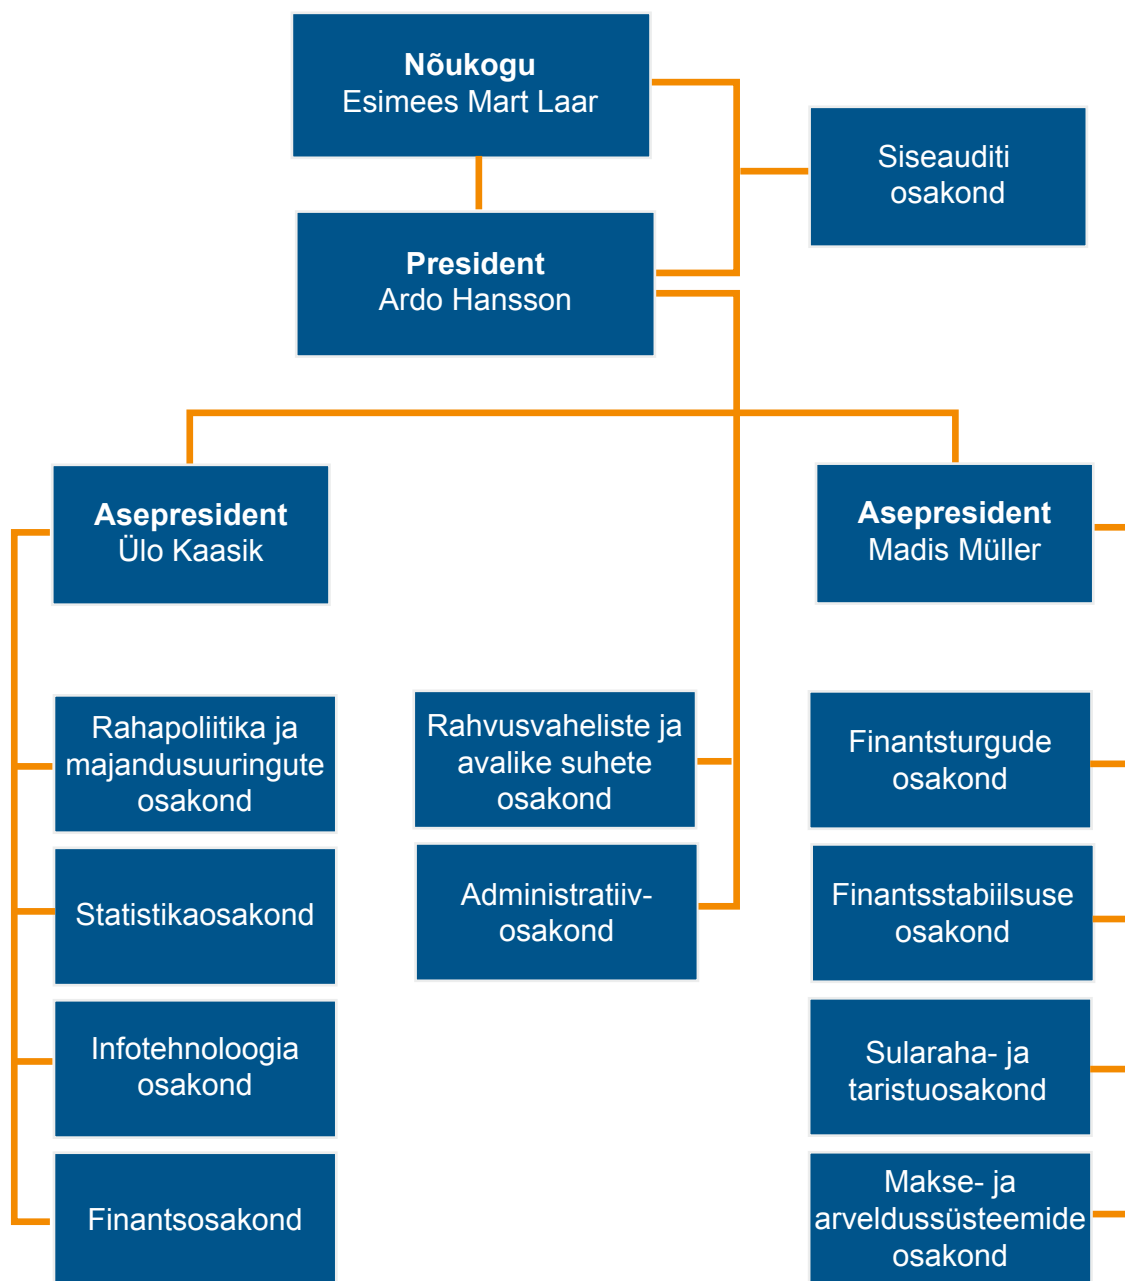 Nõukogu
Esimees Mart Laar
Siseauditi
osakond
President
Ardo Hansson
Asepresident
Ülo Kaasik
Asepresident
Madis Müller
Rahapoliitika ja
majandusuuringute
osakond
Rahvusvaheliste ja
avalike suhete
osakond
Finantsturgude
osakond
Statistikaosakond
Administratiiv-
osakond
Finantsstabiilsuse
osakond
Infotehnoloogia
osakond
Sularaha- ja
taristuosakond
Finantsosakond
Makse- ja
arveldussüsteemide
osakond